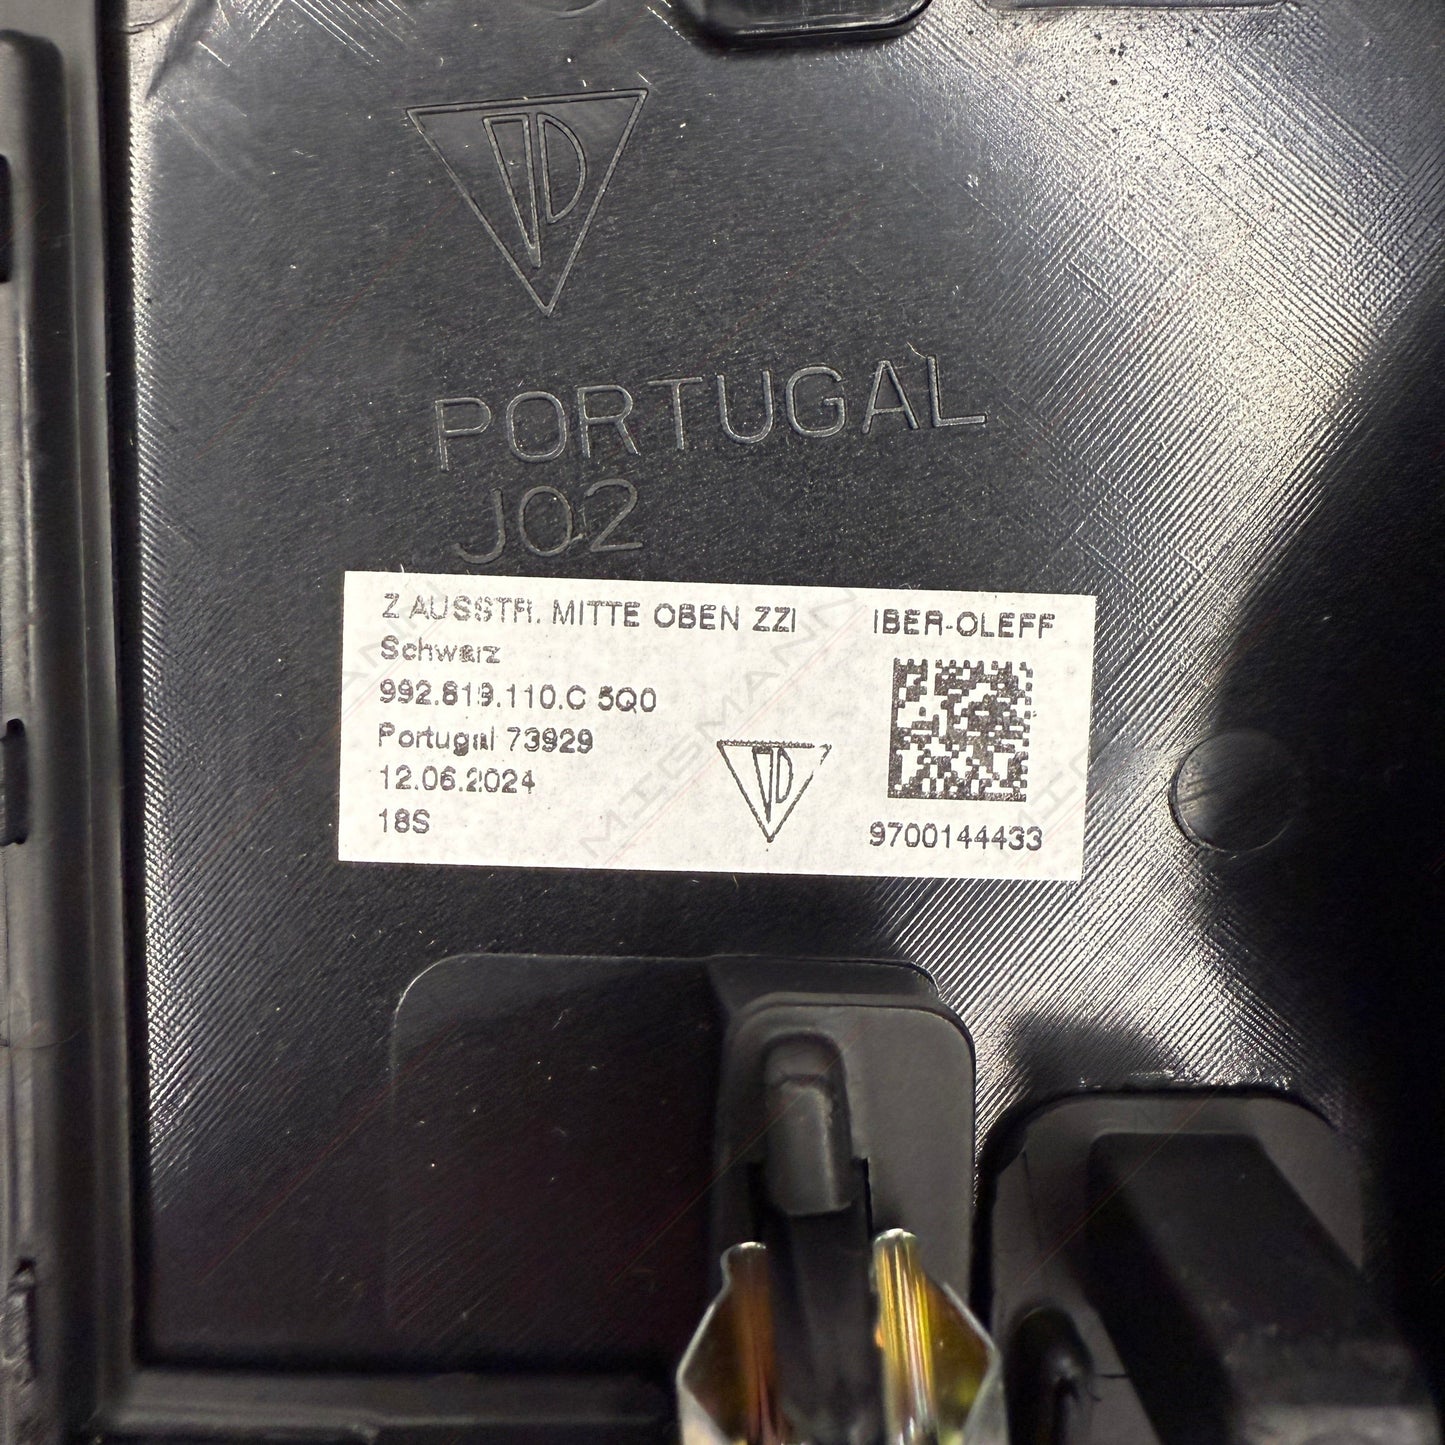 PORTUGAL
J02
Z AUSSTR. MITTE OBEN ZZI
IBER-OLEFF
Schwarz
992.819.110.C 5Q0
Portugal 73929
12.06.2024
18S
9700144433
MIGMANN